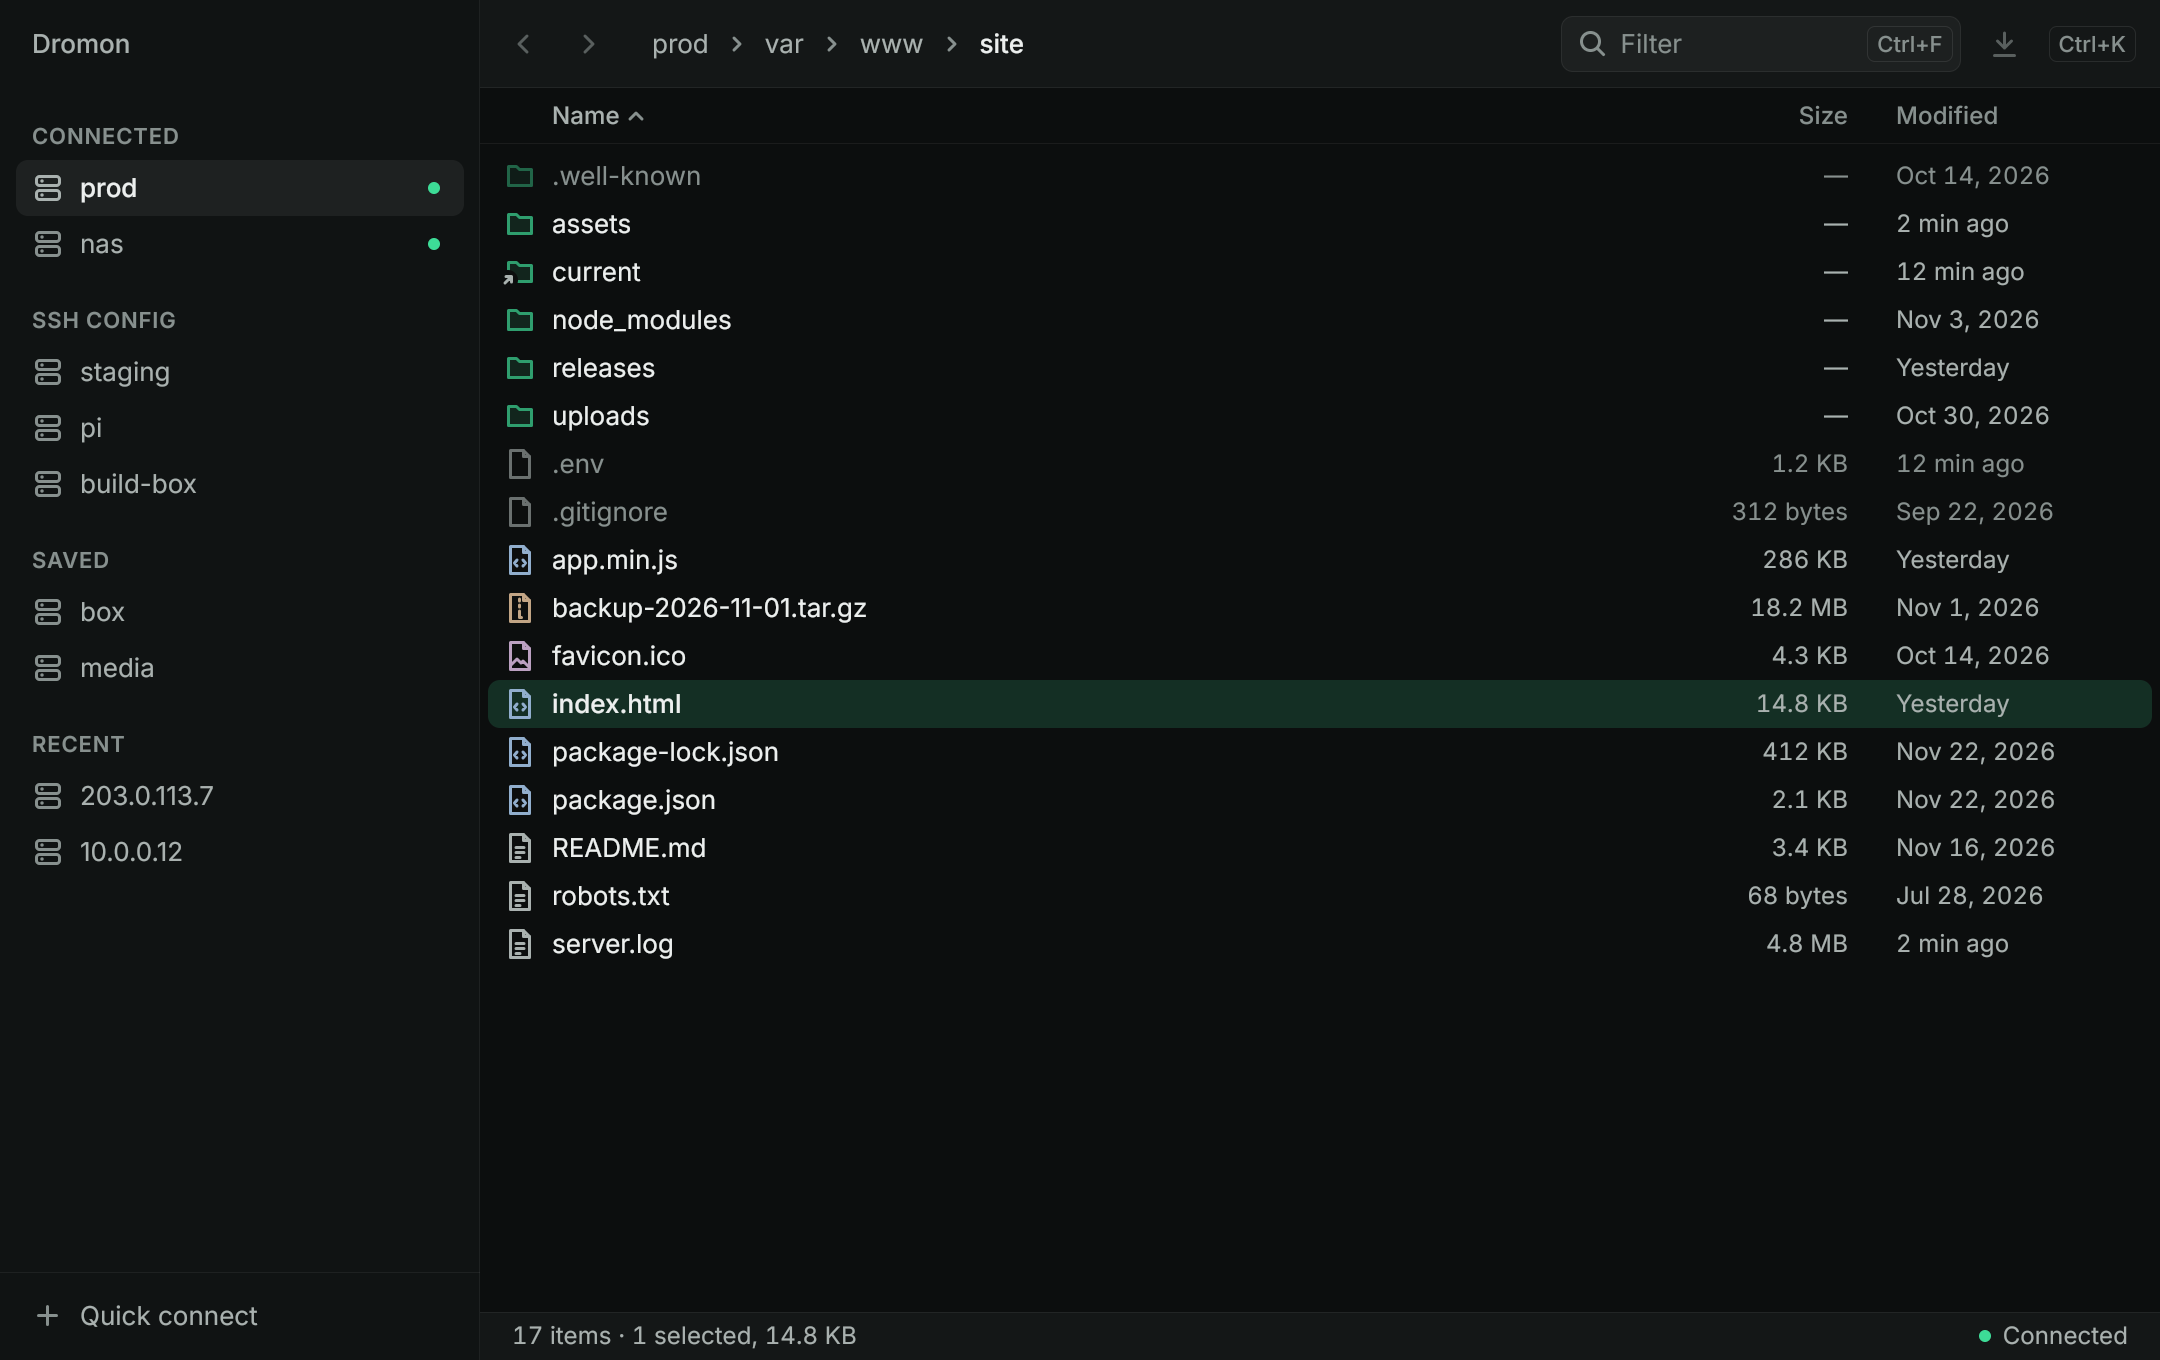 Dromon
CONNECTED
prod
nas
SSH CONFIG
staging
pi
build-box
SAVED
box
media
RECENT
203.0.113.7
10.0.0.12
Quick connect
prod > var > www > site
Filter Ctrl+F
Ctrl+K
Name Size Modified
.well-known — Oct 14, 2026
assets — 2 min ago
current — 12 min ago
node_modules — Nov 3, 2026
releases — Yesterday
uploads — Oct 30, 2026
.env 1.2 KB 12 min ago
.gitignore 312 bytes Sep 22, 2026
app.min.js 286 KB Yesterday
backup-2026-11-01.tar.gz 18.2 MB Nov 1, 2026
favicon.ico 4.3 KB Oct 14, 2026
index.html 14.8 KB Yesterday
package-lock.json 412 KB Nov 22, 2026
package.json 2.1 KB Nov 22, 2026
README.md 3.4 KB Nov 16, 2026
robots.txt 68 bytes Jul 28, 2026
server.log 4.8 MB 2 min ago
17 items · 1 selected, 14.8 KB
Connected